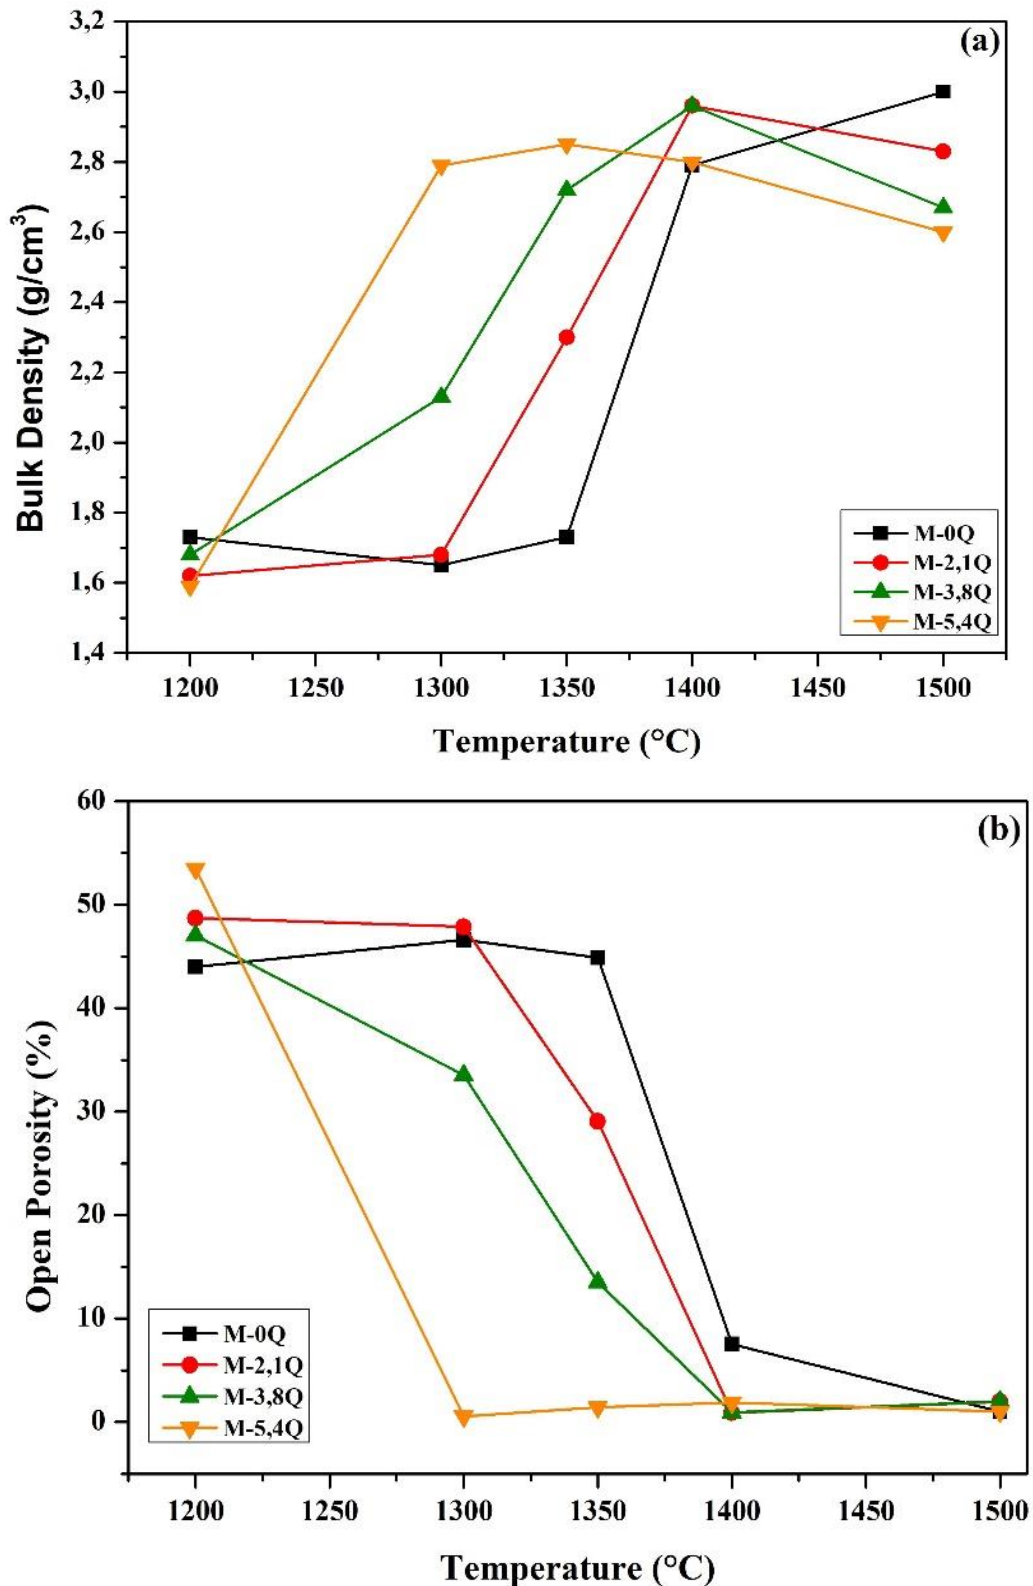 (a)
3,2
3,0
2,8
2,6
2,4
2,2
2,0
1,8
1,6
1,4
Bulk Density (g/cm³)
M-0Q
M-2,1Q
M-3,8Q
M-5,4Q
1200 1250 1300 1350 1400 1450 1500
Temperature (°C)
(b)
60
50
40
30
20
10
0
Open Porosity (%)
M-0Q
M-2,1Q
M-3,8Q
M-5,4Q
1200 1250 1300 1350 1400 1450 1500
Temperature (°C)